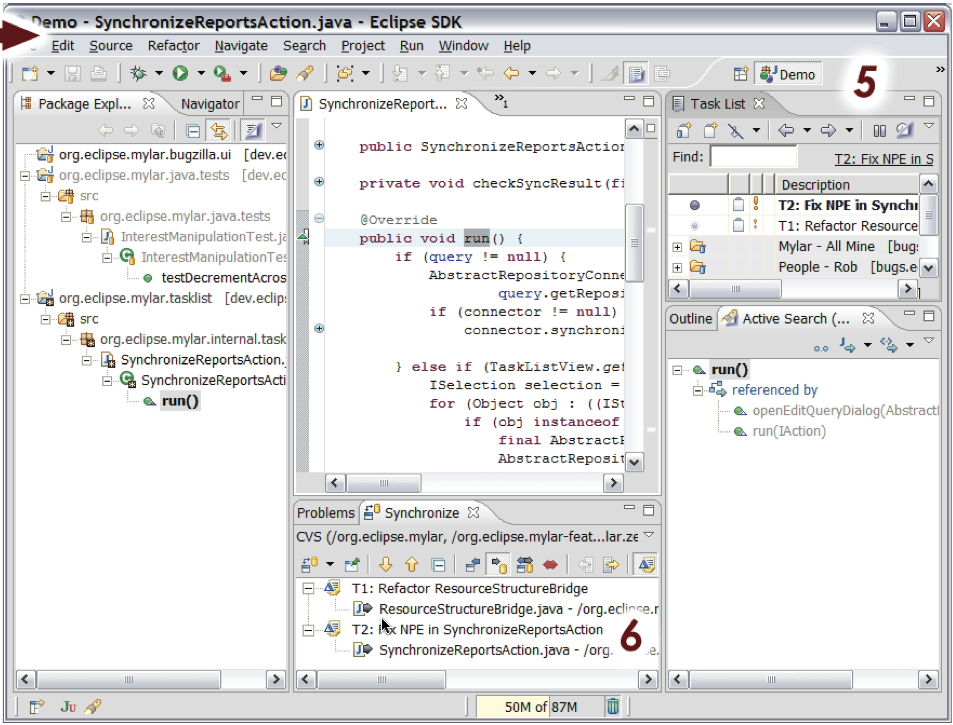 Demo - SynchronizeReportsAction.java - Eclipse SDK
Edit Source Refactor Navigate Search Project Run Window Help
Demo
5
Package Expl...
Navigator
org.eclipse.mylar.bugzilla.ui [dev.ec
org.eclipse.mylar.java.tests [dev.ec
src
org.eclipse.mylar.java.tests
InterestManipulationTest.ja
InterestManipulationTes
testDecrementAcros
org.eclipse.mylar.tasklist [dev.eclips
src
org.eclipse.mylar.internal.task
SynchronizeReportsAction.
SynchronizeReportsActi
run()
SynchronizeReport...
»1
public SynchronizeReportsAction
private void checkSyncResult(fi
@Override
public void run() {
if (query != null) {
AbstractRepositoryConne
query.getReposi
if (connector != null)
connector.synchroni
} else if (TaskListView.get
ISelection selection =
for (Object obj : ((ISt
if (obj instanceof
final AbstractR
AbstractReposit
Problems
Synchronize
CVS (/org.eclipse.mylar, /org.eclipse.mylar-feat...lar.ze
T1: Refactor ResourceStructureBridge
ResourceStructureBridge.java - /org.eclipse.r
T2: Fix NPE in SynchronizeReportsAction
SynchronizeReportsAction.java - /org.
6
Task List
Find:
T2: Fix NPE in S
Description
T2: Fix NPE in Synchr
T1: Refactor Resource
Mylar - All Mine [bugs
People - Rob [bugs.e
Outline
Active Search (...
run()
referenced by
openEditQueryDialog(Abstractl
run(IAction)
Ju
50M of 87M